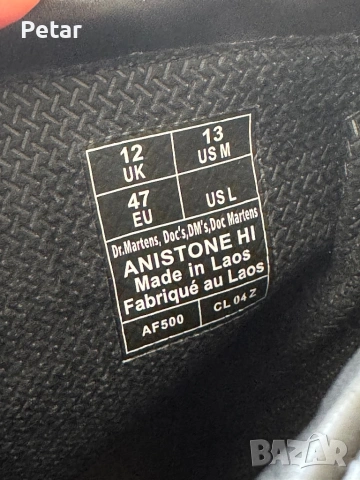 Petar
12 UK
13 US M
47 EU
US L
Dr.Martens, Doc's, DM's, Doc Martens
ANISTONE HI
Made in Laos
Fabriqué au Laos
AF500
CL 04 Z
BAZAR